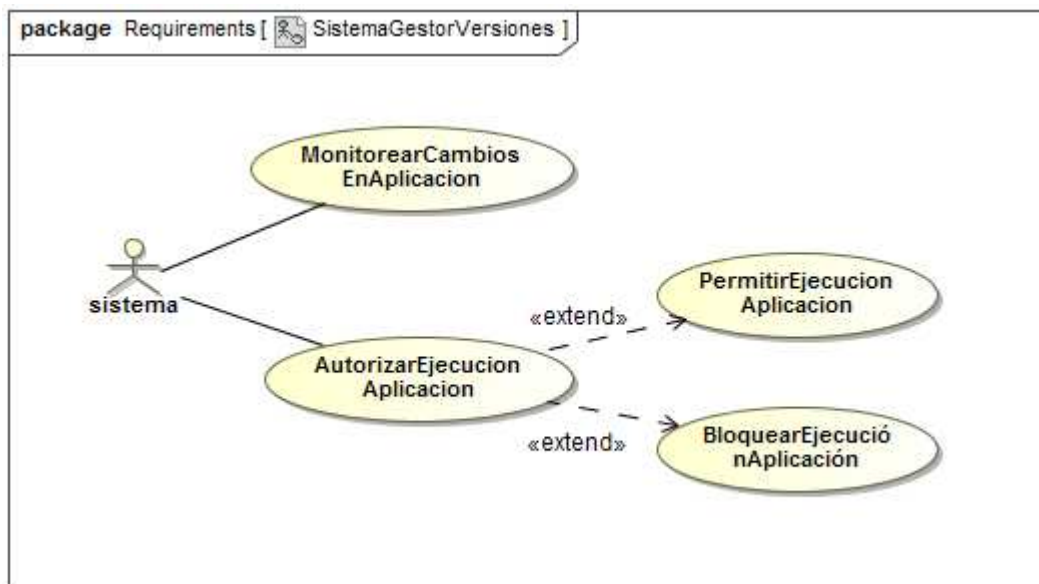 package Requirements [ SistemaGestorVersiones ]
MonitorearCambios
EnAplicacion
sistema
AutorizarEjecucion
Aplicacion
«extend»
PermitirEjecucion
Aplicacion
«extend»
BloquearEjecució
nAplicación